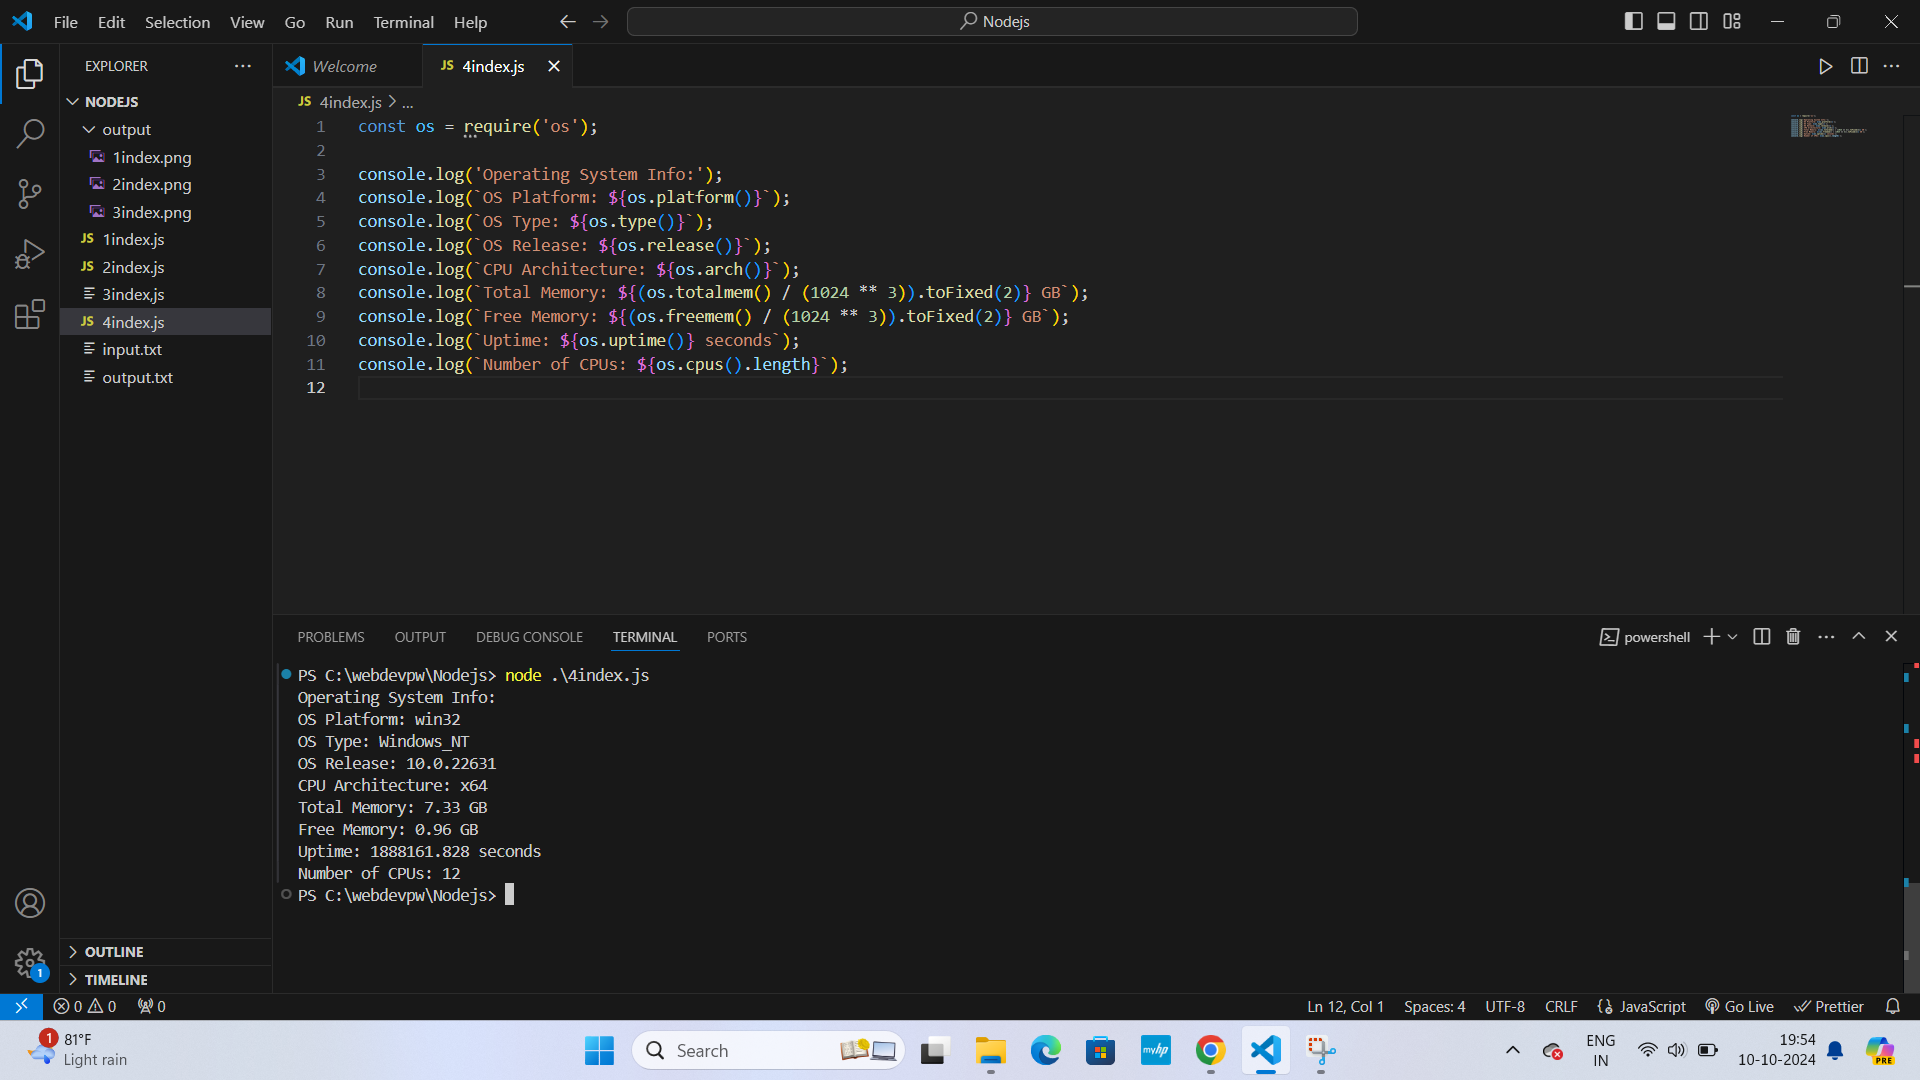 File Edit Selection View Go Run Terminal Help
Nodejs
EXPLORER
NODEJS
output
1index.png
2index.png
3index.png
1index.js
2index.js
3index,js
4index.js
input.txt
output.txt
OUTLINE
TIMELINE
Welcome
JS 4index.js
JS 4index.js > ...
1 const os = require('os');
2
3 console.log('Operating System Info:');
4 console.log(`OS Platform: ${os.platform()}`);
5 console.log(`OS Type: ${os.type()}`);
6 console.log(`OS Release: ${os.release()}`);
7 console.log(`CPU Architecture: ${os.arch()}`);
8 console.log(`Total Memory: ${(os.totalmem() / (1024 ** 3)).toFixed(2)} GB`);
9 console.log(`Free Memory: ${(os.freemem() / (1024 ** 3)).toFixed(2)} GB`);
10 console.log(`Uptime: ${os.uptime()} seconds`);
11 console.log(`Number of CPUs: ${os.cpus().length}`);
12
PROBLEMS OUTPUT DEBUG CONSOLE TERMINAL PORTS
powershell
PS C:\webdevpw\Nodejs> node .\4index.js
Operating System Info:
OS Platform: win32
OS Type: Windows_NT
OS Release: 10.0.22631
CPU Architecture: x64
Total Memory: 7.33 GB
Free Memory: 0.96 GB
Uptime: 1888161.828 seconds
Number of CPUs: 12
PS C:\webdevpw\Nodejs>
1
0 0 0
Ln 12, Col 1 Spaces: 4 UTF-8 CRLF {} JavaScript Go Live Prettier
1
81°F
Light rain
Search
myhp
ENG
IN
19:54
10-10-2024
PRE